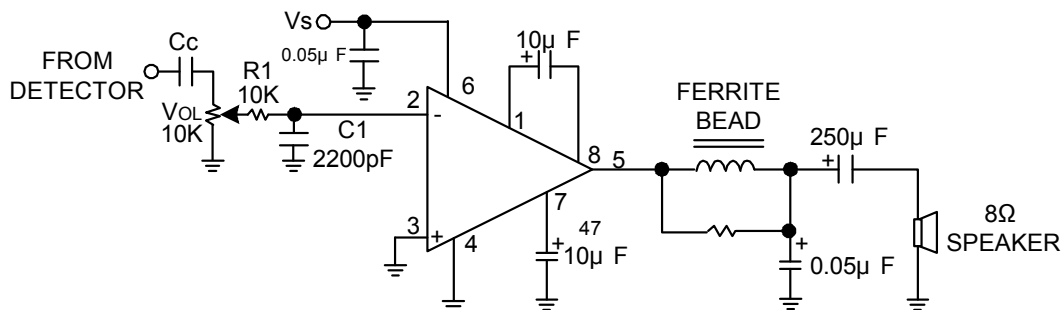 FROM
DETECTOR
Cc
VOL
10K
R1
10K
C1
2200pF
Vs
0.05µ F
6
2
-
3
+
4
10µ F
+
1
8
5
7
47
+
10µ F
FERRITE
BEAD
250µ F
+
+
0.05µ F
8Ω
SPEAKER